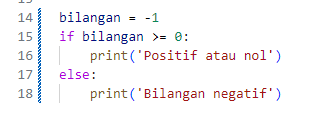 14 bilangan = -1
15 if bilangan >= 0:
16     print('Positif atau nol')
17 else:
18     print('Bilangan negatif')